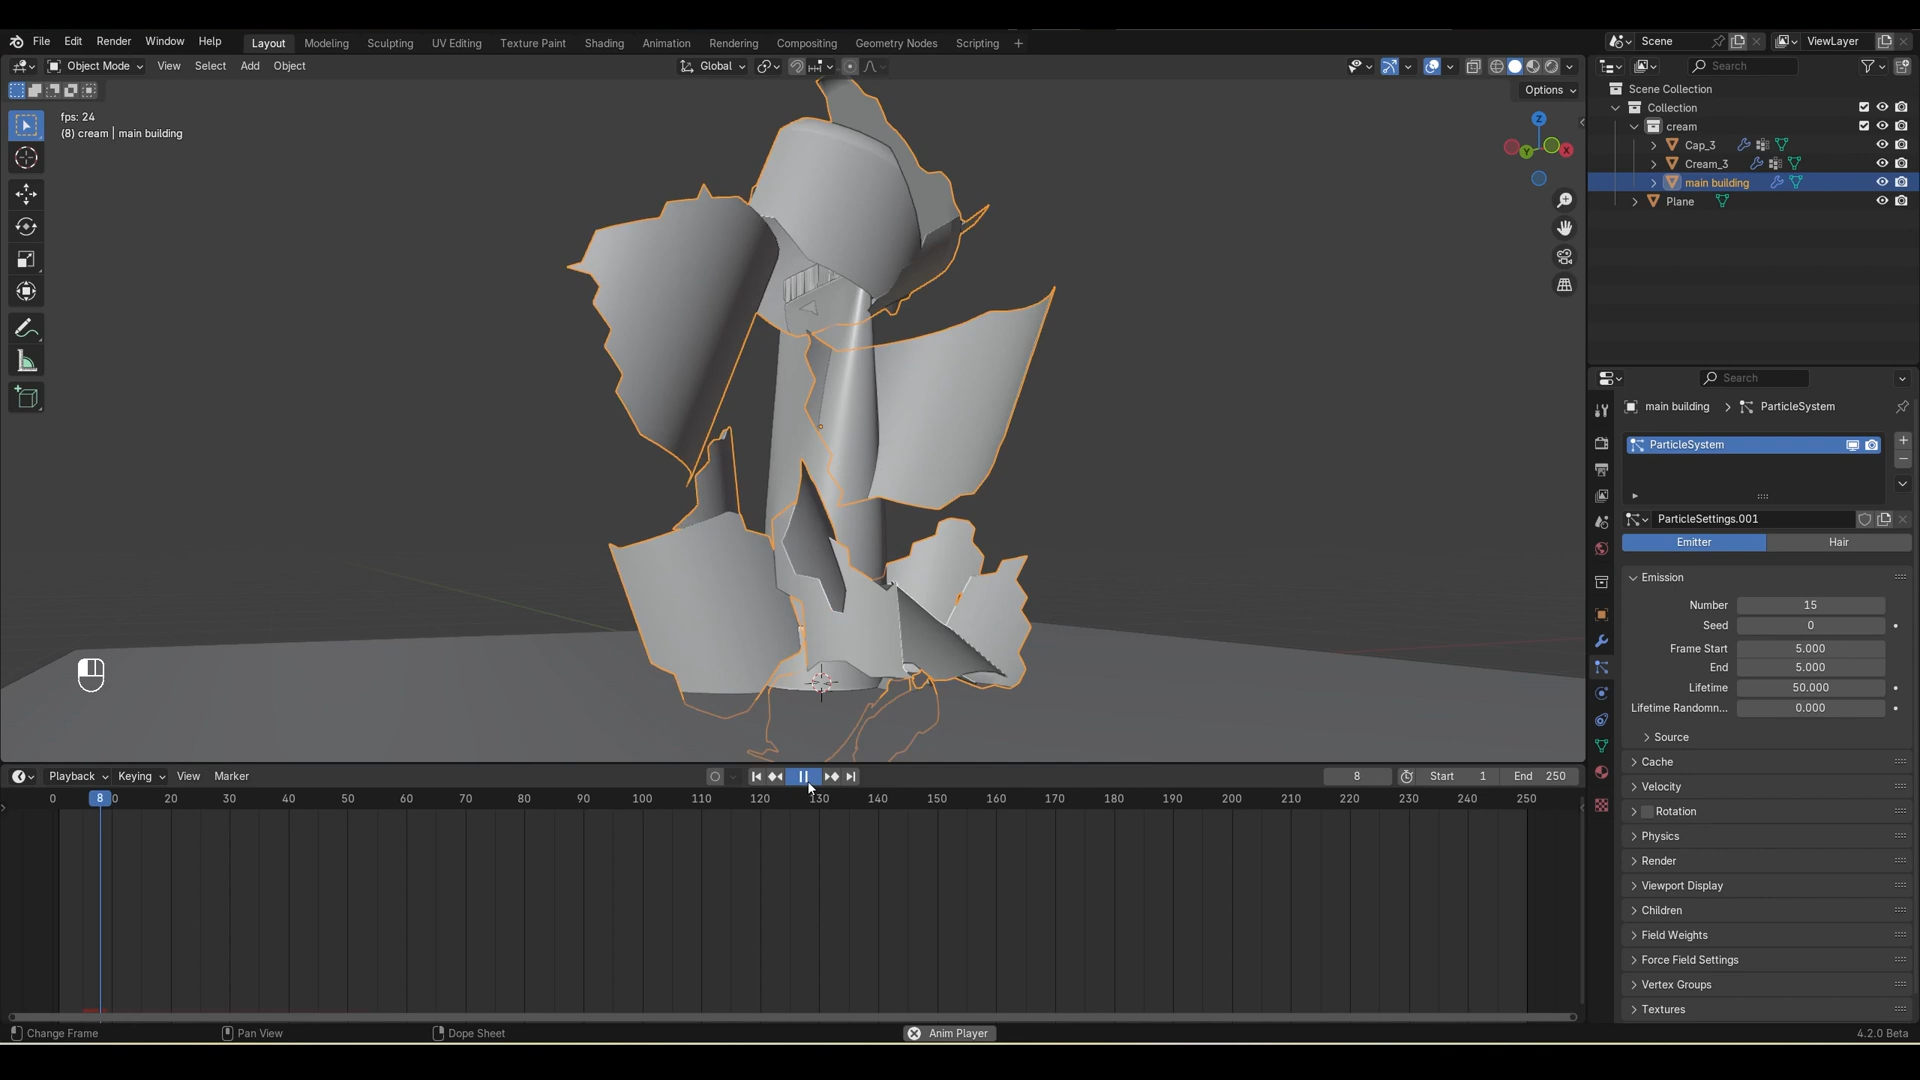 File Edit Render Window Help Layout Modeling Sculpting UV Editing Texture Paint Shading Animation Rendering Compositing Geometry Nodes Scripting + Scene ViewLayer
Object Mode View Select Add Object Global Search
Options
fps: 24
(8) cream | main building
Z
X
Y
Scene Collection
Collection
cream
Cap_3
Cream_3
main building
Plane
Search
main building > ParticleSystem
ParticleSystem
ParticleSettings.001
Emitter Hair
Emission
Number 15
Seed 0
Frame Start 5.000
End 5.000
Lifetime 50.000
Lifetime Randomn... 0.000
Source
Cache
Velocity
Rotation
Physics
Render
Viewport Display
Children
Field Weights
Force Field Settings
Vertex Groups
Textures
Playback Keying View Marker 8 Start 1 End 250
0 8 0 20 30 40 50 60 70 80 90 100 110 120 130 140 150 160 170 180 190 200 210 220 230 240 250
Change Frame Pan View Dope Sheet Anim Player 4.2.0 Beta